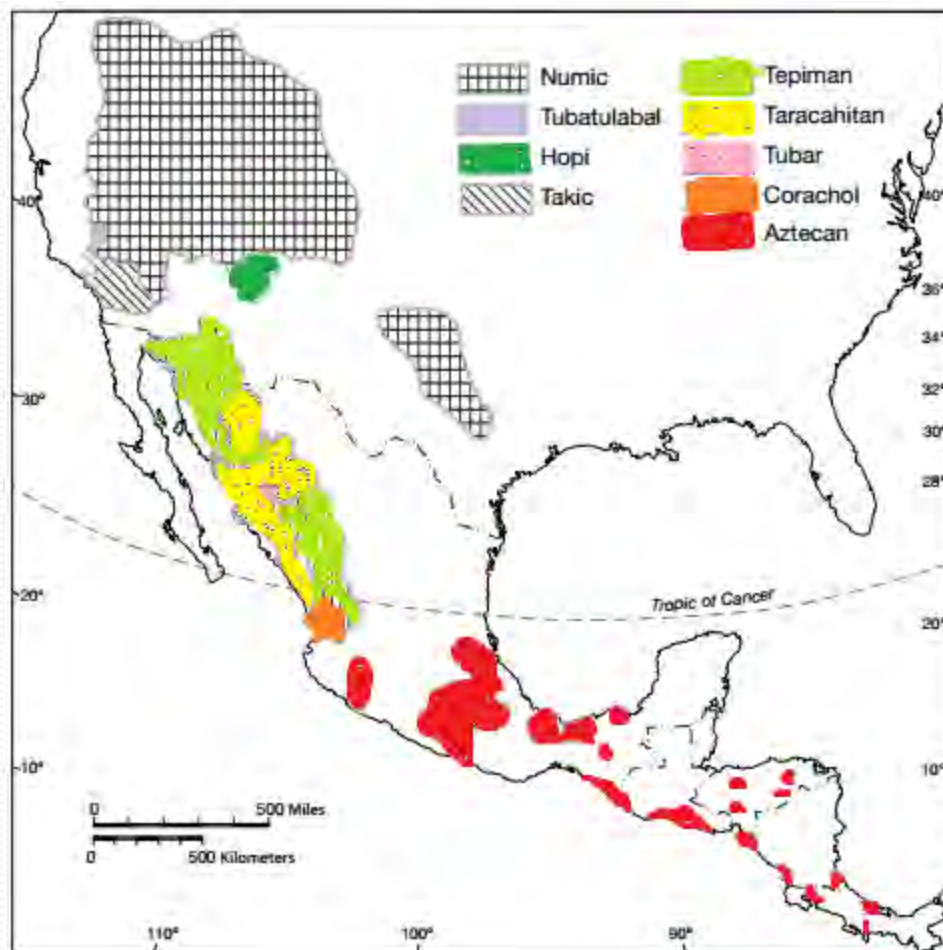 Numic
Tubatulabal
Hopi
Takic
Tepiman
Taracahitan
Tubar
Corachol
Aztecan
40°
40°
36°
34°
32°
30°
30°
28°
Tropic of Cancer
20°
20°
10°
10°
0 500 Miles
0 500 Kilometers
110°
100°
90°